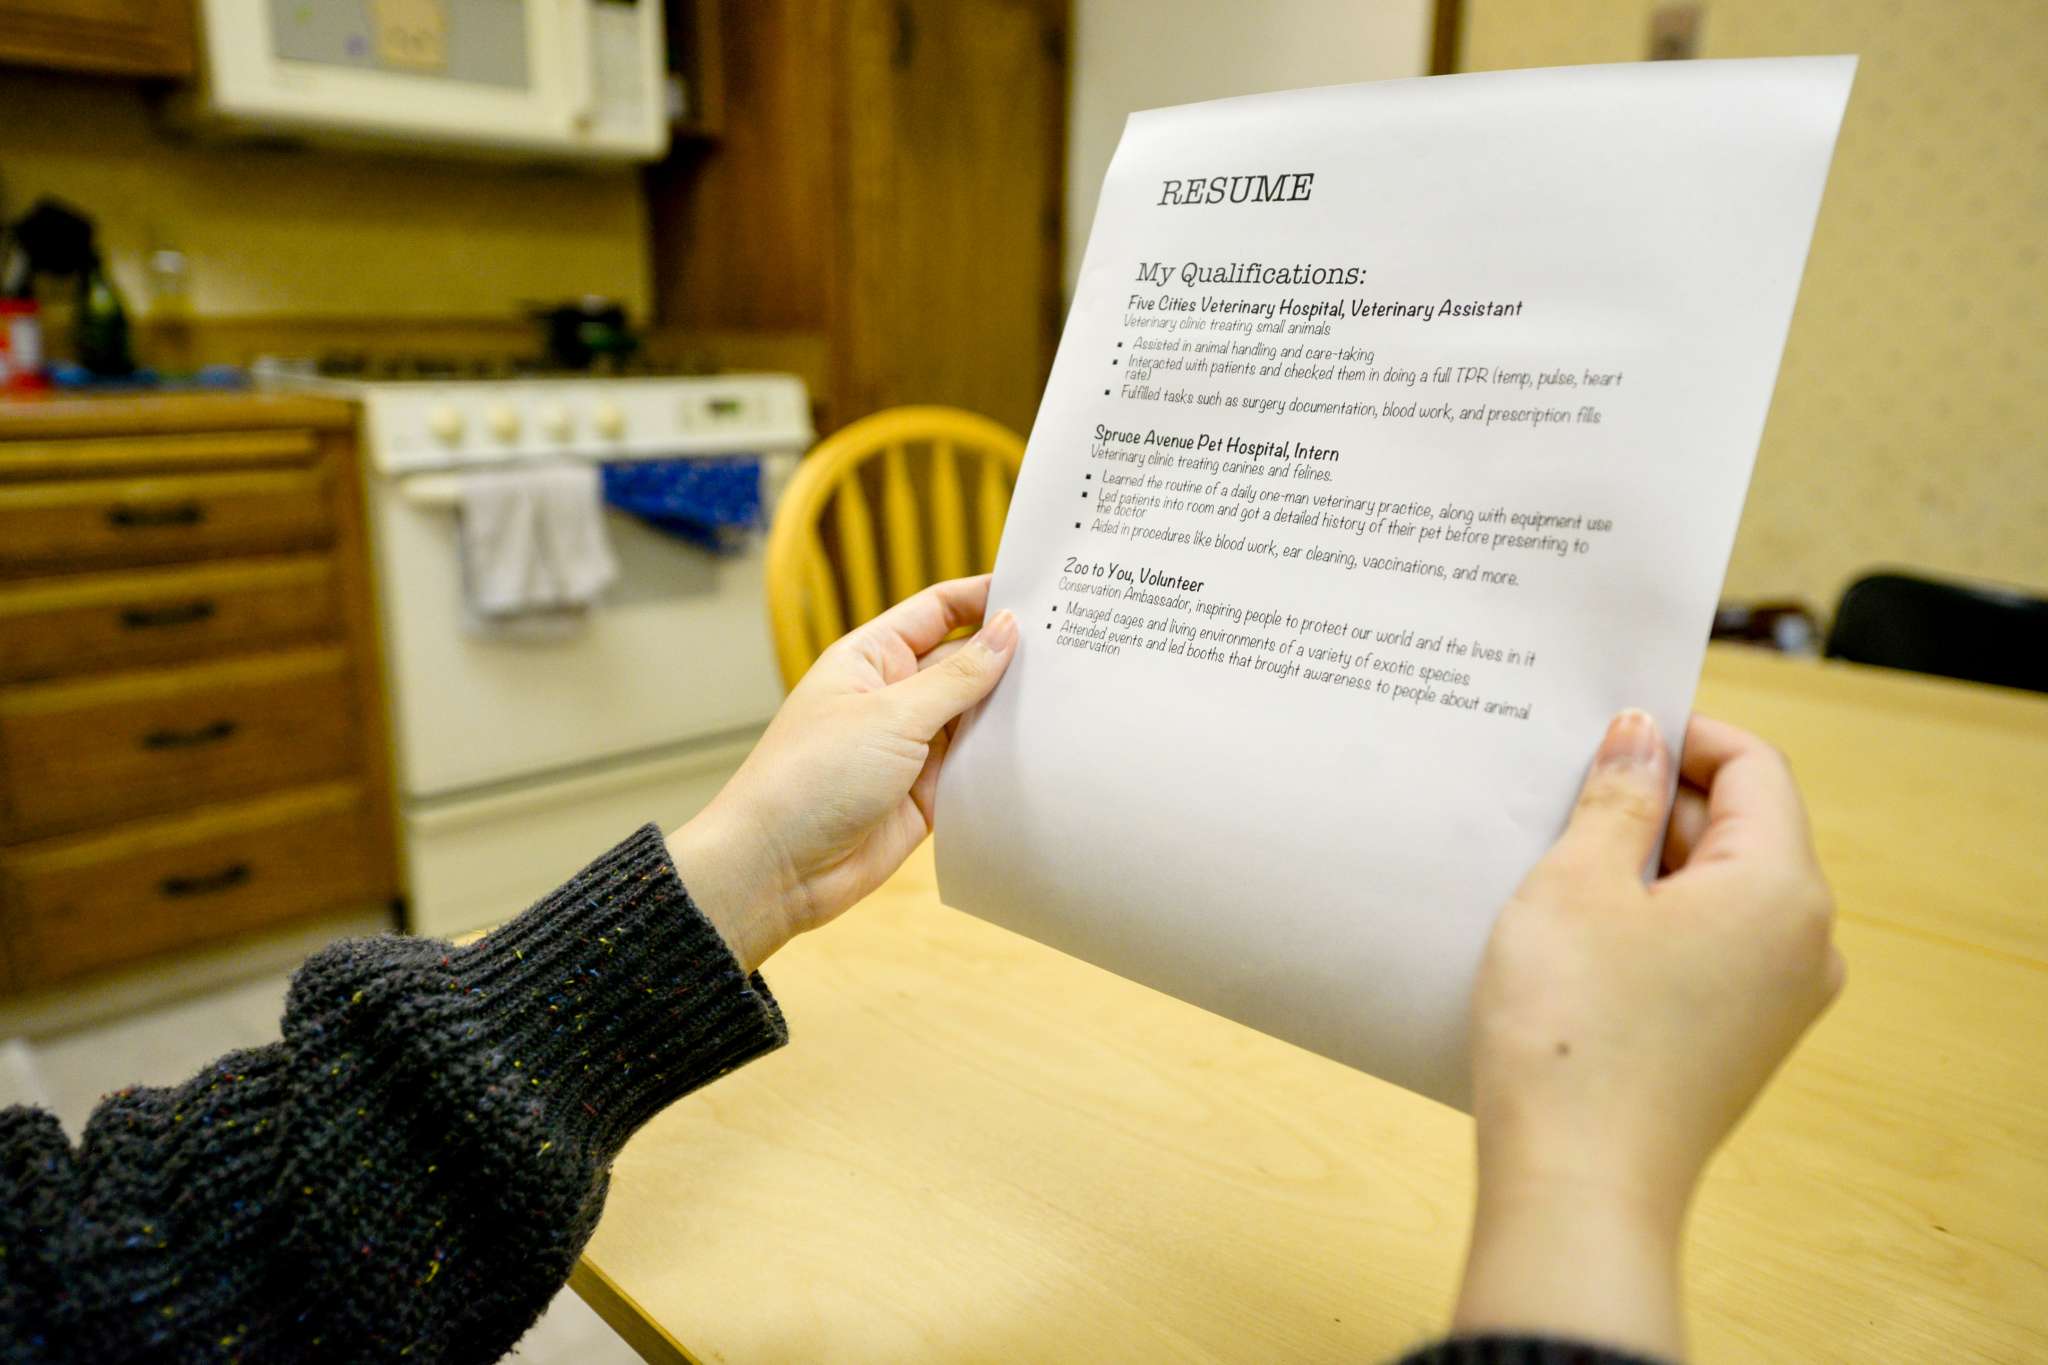 RESUME
My Qualifications:
Five Cities Veterinary Hospital, Veterinary Assistant
Veterinary clinic treating small animals
▪ Assisted in animal handling and care-taking
▪ Interacted with patients and checked them in doing a full TPR (temp, pulse, heart
rate)
▪ Fulfilled tasks such as surgery documentation, blood work, and prescription fills
Spruce Avenue Pet Hospital, Intern
Veterinary clinic treating canines and felines.
▪ Learned the routine of a daily one-man veterinary practice, along with equipment use
▪ Led patients into room and got a detailed history of their pet before presenting to
the doctor
▪ Aided in procedures like blood work, ear cleaning, vaccinations, and more.
Zoo to You, Volunteer
Conservation Ambassador, inspiring people to protect our world and the lives in it
▪ Managed cages and living environments of a variety of exotic species
▪ Attended events and led booths that brought awareness to people about animal
conservation